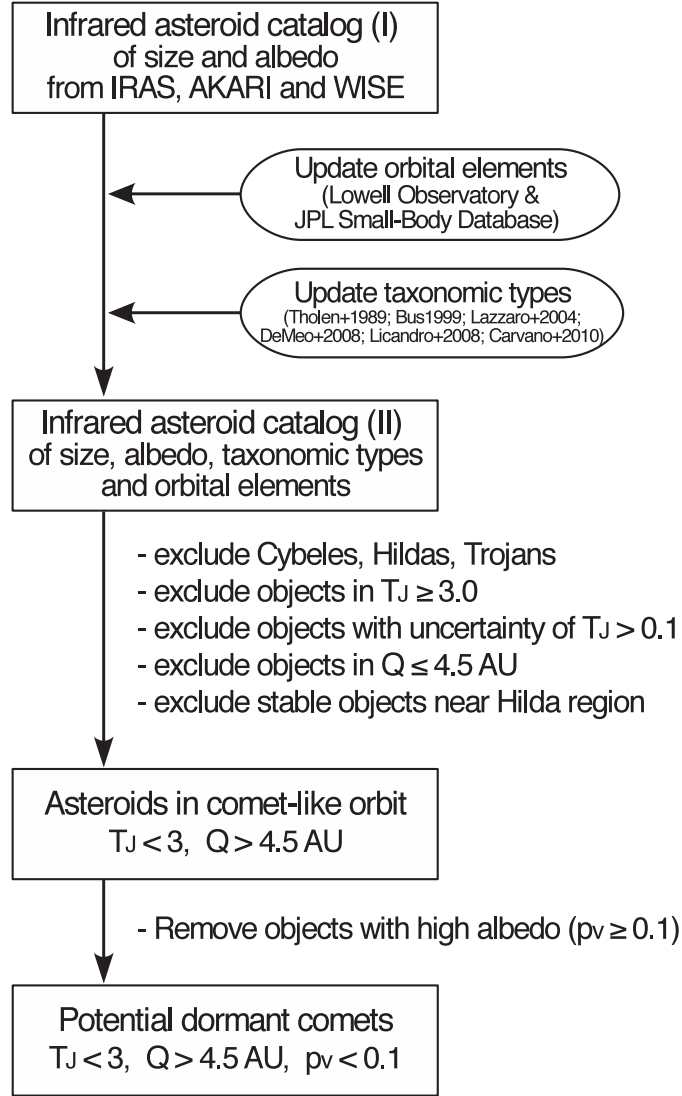 Infrared asteroid catalog (I)
of size and albedo
from IRAS, AKARI and WISE
Update orbital elements
(Lowell Observatory &
JPL Small-Body Database)
Update taxonomic types
(Tholen+1989; Bus1999; Lazzaro+2004;
DeMeo+2008; Licandro+2008; Carvano+2010)
Infrared asteroid catalog (II)
of size, albedo, taxonomic types
and orbital elements
- exclude Cybeles, Hildas, Trojans
- exclude objects in TJ ≥ 3.0
- exclude objects with uncertainty of TJ > 0.1
- exclude objects in Q ≤ 4.5 AU
- exclude stable objects near Hilda region
Asteroids in comet-like orbit
TJ < 3, Q > 4.5 AU
- Remove objects with high albedo (pv ≥ 0.1)
Potential dormant comets
TJ < 3, Q > 4.5 AU, pv < 0.1